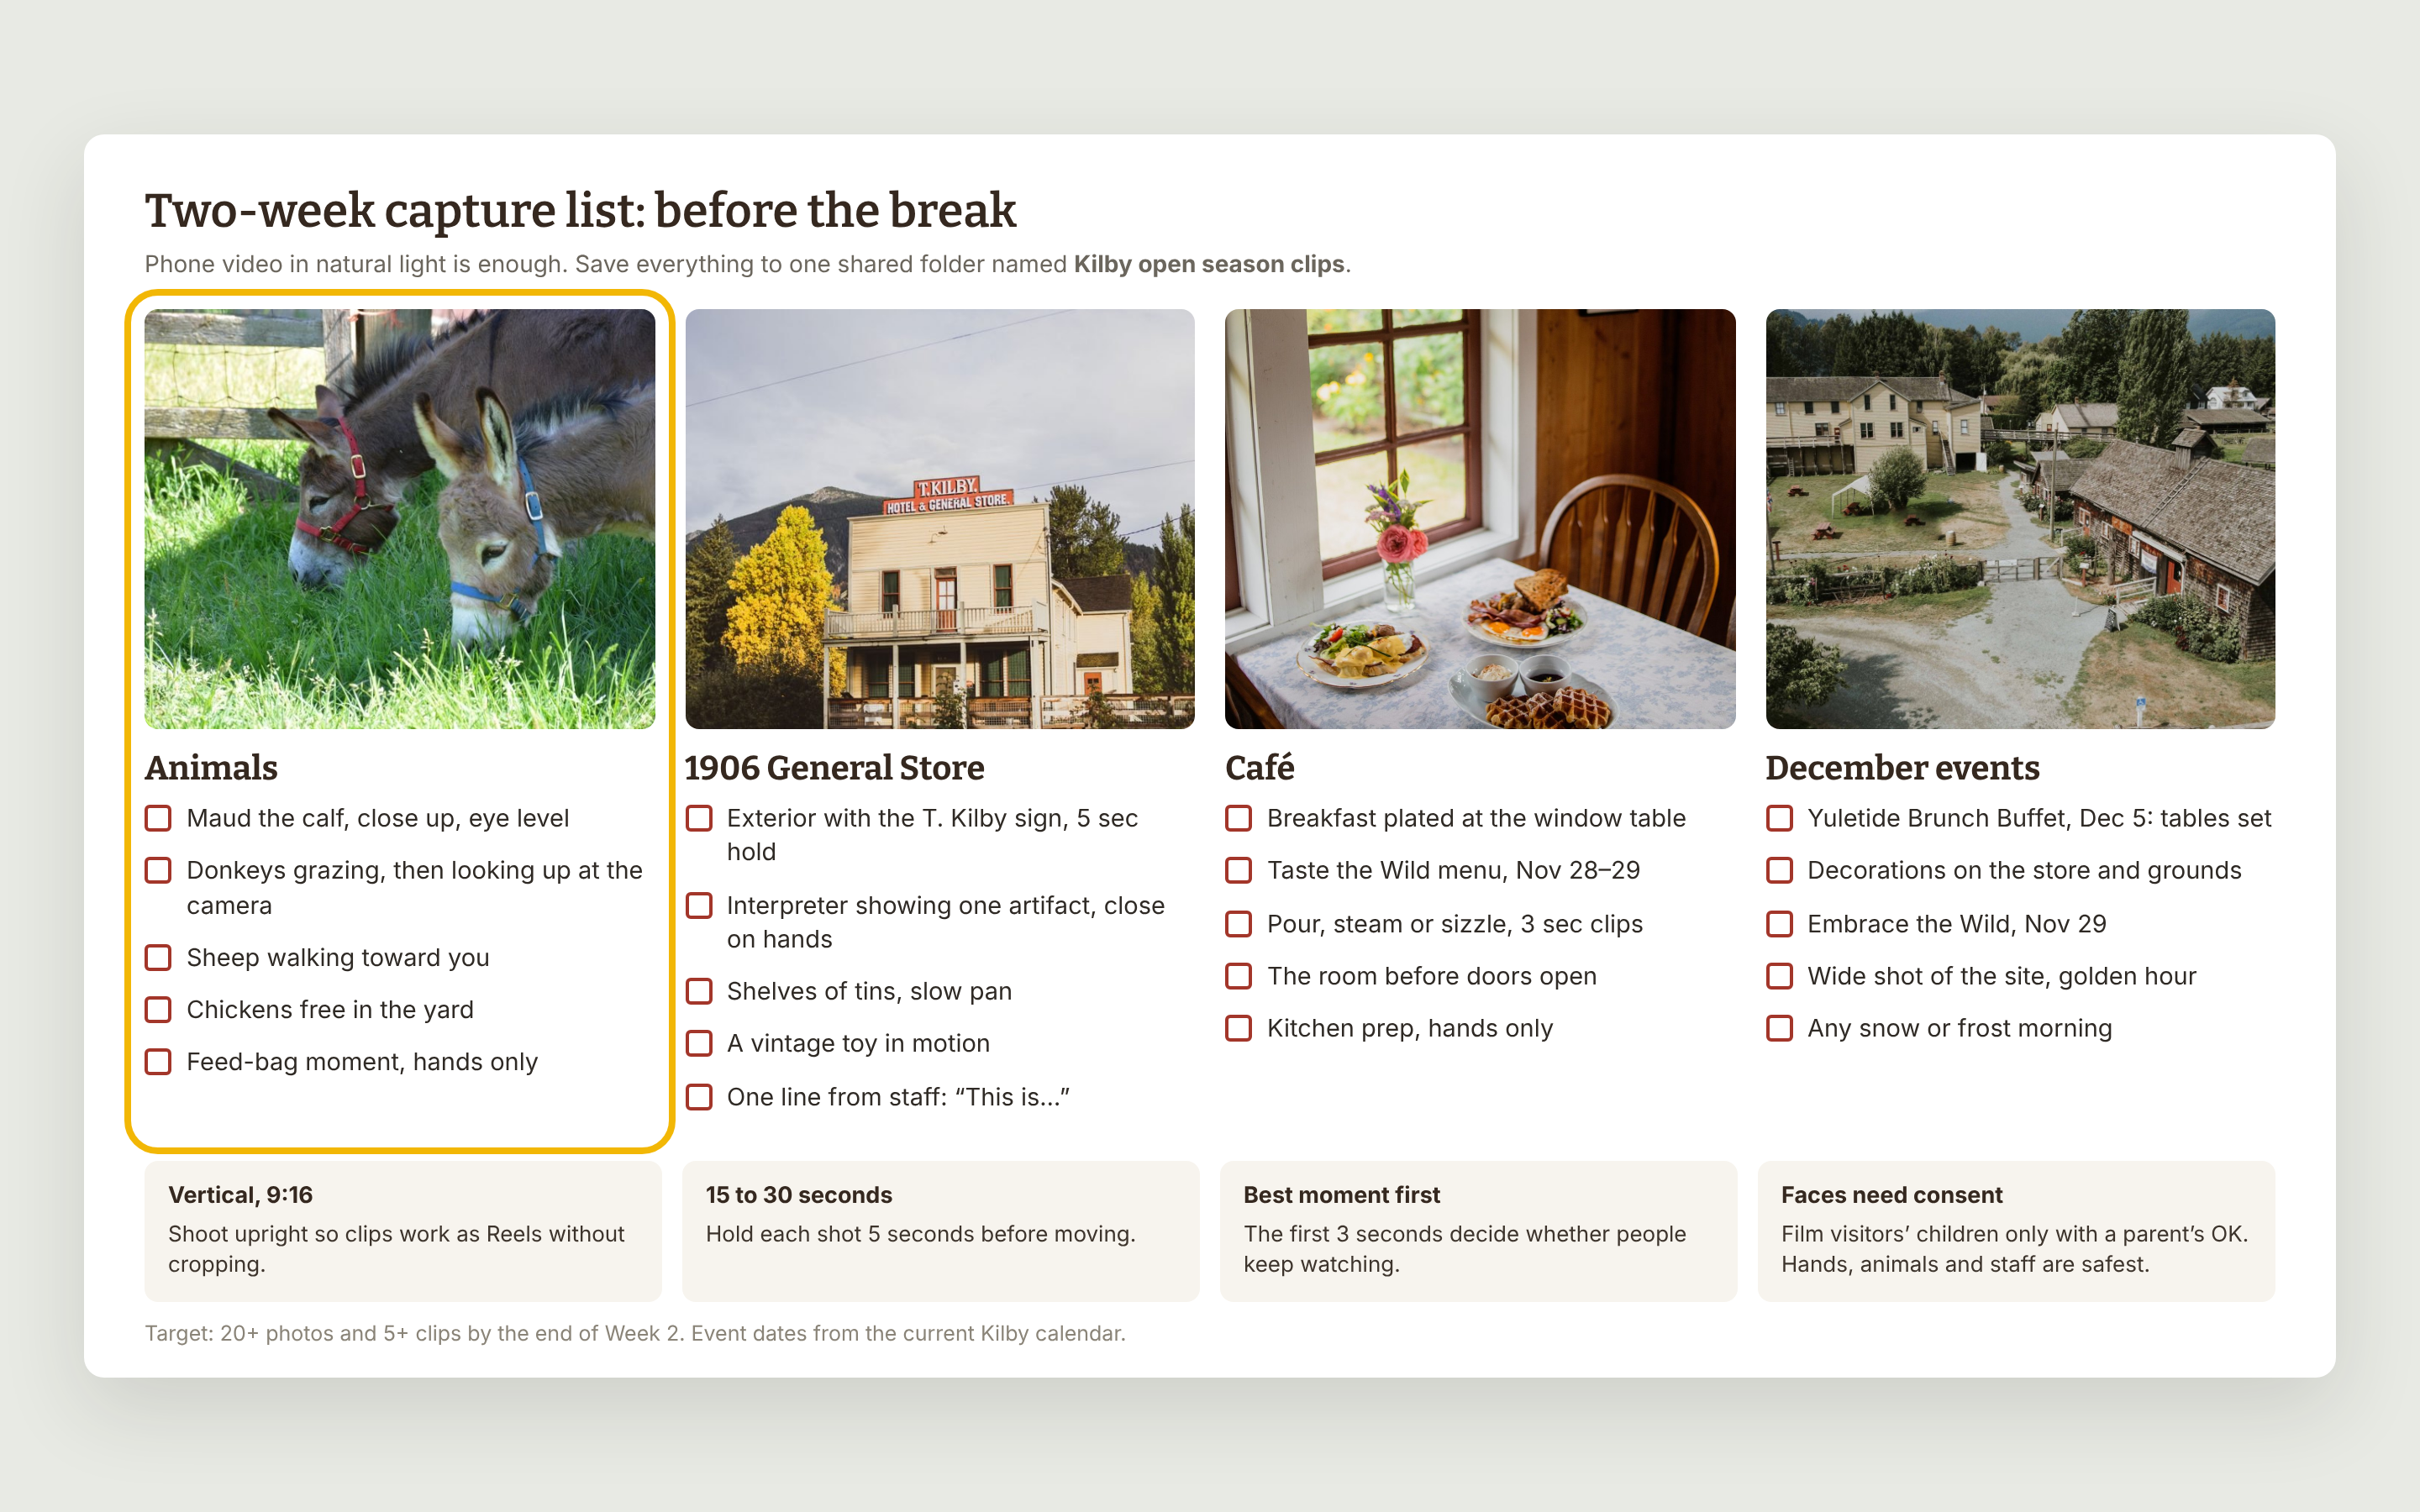 Two-week capture list: before the break
Phone video in natural light is enough. Save everything to one shared folder named Kilby open season clips.
T.KILBY.
HOTEL & GENERAL STORE.
Animals
Maud the calf, close up, eye level
Donkeys grazing, then looking up at the
camera
Sheep walking toward you
Chickens free in the yard
Feed-bag moment, hands only
1906 General Store
Exterior with the T. Kilby sign, 5 sec
hold
Interpreter showing one artifact, close
on hands
Shelves of tins, slow pan
A vintage toy in motion
One line from staff: “This is…”
Café
Breakfast plated at the window table
Taste the Wild menu, Nov 28–29
Pour, steam or sizzle, 3 sec clips
The room before doors open
Kitchen prep, hands only
December events
Yuletide Brunch Buffet, Dec 5: tables set
Decorations on the store and grounds
Embrace the Wild, Nov 29
Wide shot of the site, golden hour
Any snow or frost morning
Vertical, 9:16
Shoot upright so clips work as Reels without
cropping.
15 to 30 seconds
Hold each shot 5 seconds before moving.
Best moment first
The first 3 seconds decide whether people
keep watching.
Faces need consent
Film visitors’ children only with a parent’s OK.
Hands, animals and staff are safest.
Target: 20+ photos and 5+ clips by the end of Week 2. Event dates from the current Kilby calendar.